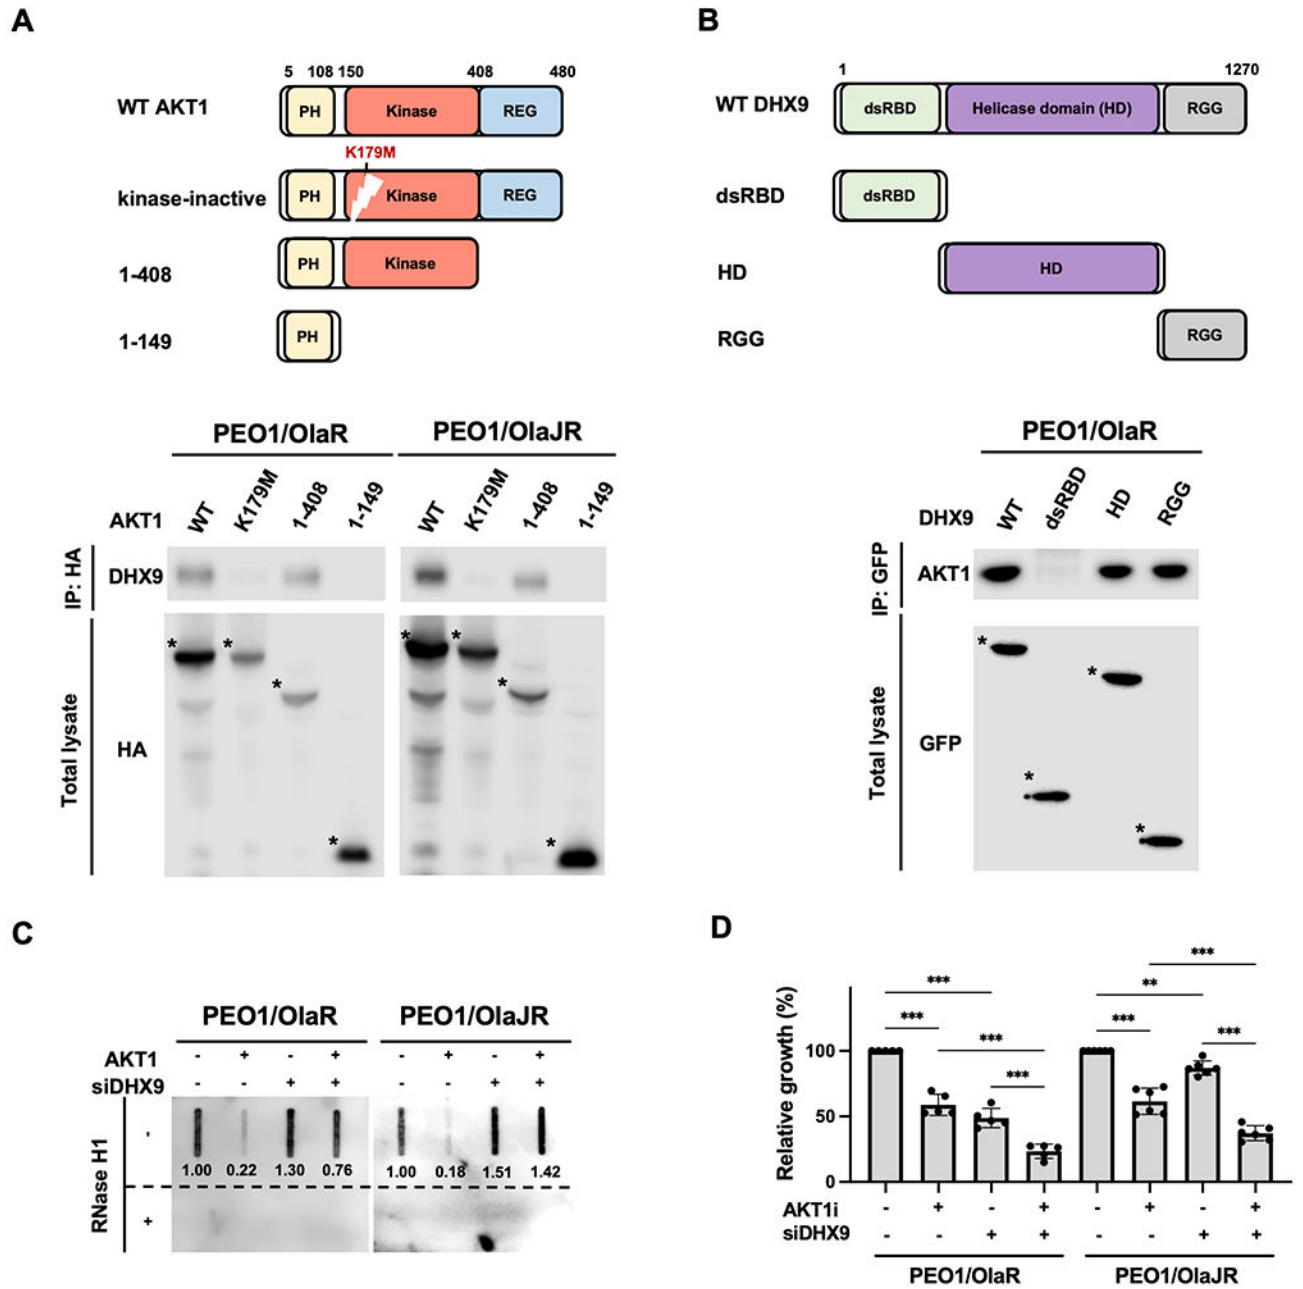 A
5 108 150 408 480
WT AKT1 PH Kinase REG
K179M
kinase-inactive PH Kinase REG
1-408 PH Kinase
1-149 PH
PEO1/OlaR PEO1/OlaJR
AKT1 WT K179M 1-408 1-149 WT K179M 1-408 1-149
IP: HA DHX9
* * * * * * * *
Total lysate HA
B
1 1270
WT DHX9 dsRBD Helicase domain (HD) RGG
dsRBD dsRBD
HD HD
RGG RGG
PEO1/OlaR
DHX9 WT dsRBD HD RGG
IP: GFP AKT1
* * * *
Total lysate GFP
C
PEO1/OlaR PEO1/OlaJR
AKT1 - + - + - + - +
siDHX9 - - + + - - + +
RNase H1 -
1.00 0.22 1.30 0.76 1.00 0.18 1.51 1.42
+
D
Relative growth (%)
*** *** *** *** *** ** *** ***
100
50
0
AKT1i - + - + - + - +
siDHX9 - - + + - - + +
PEO1/OlaR PEO1/OlaJR